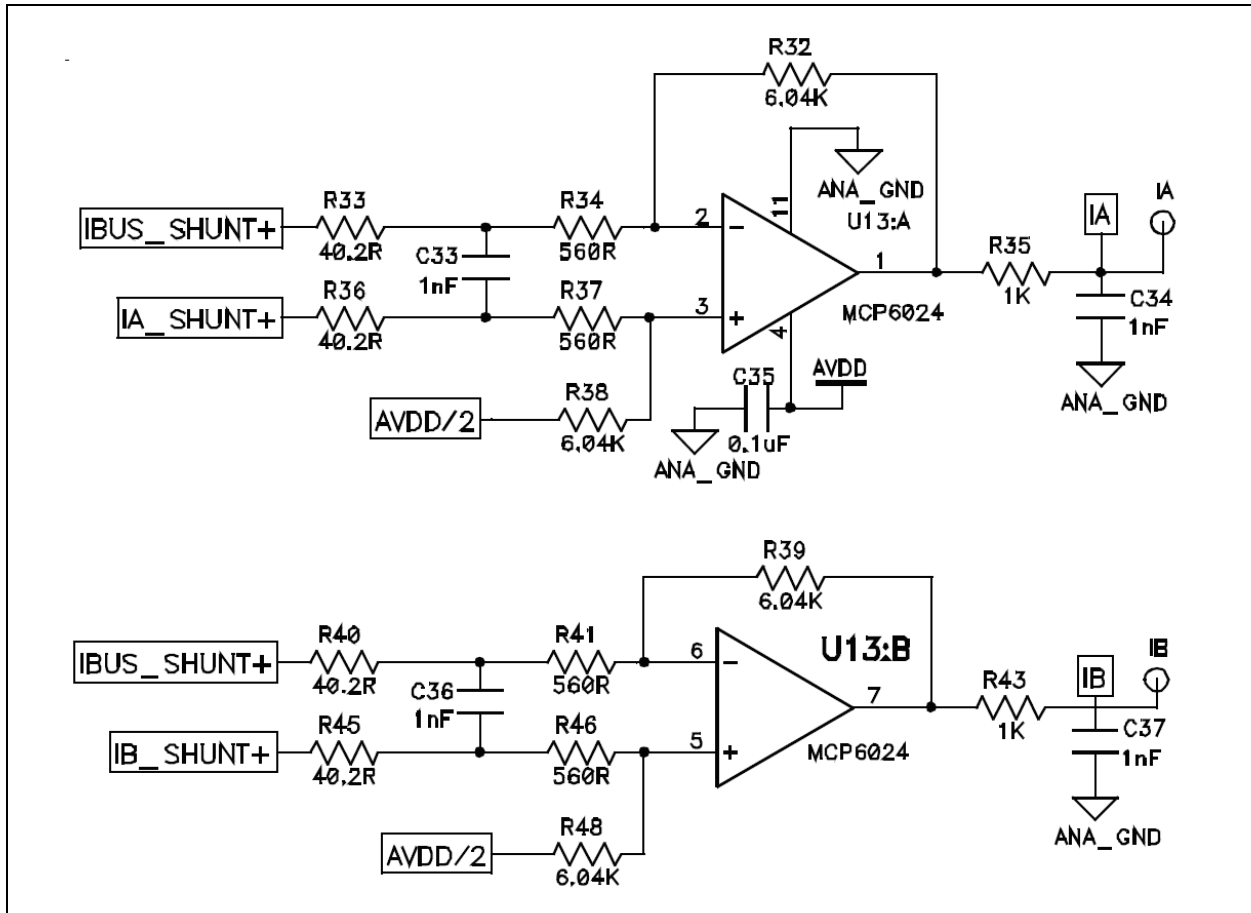 R32
6.04K
ANA_GND
11
U13:A
IBUS_SHUNT+
R33
40.2R
C33
1nF
R34
560R
2
-
IA_SHUNT+
R36
40.2R
R37
560R
3
+
1
MCP6024
4
R35
1K
IA
IA
C34
1nF
ANA_GND
AVDD/2
R38
6.04K
C35
0.1uF
ANA_GND
AVDD
R39
6.04K
U13:B
IBUS_SHUNT+
R40
40.2R
C36
1nF
R41
560R
6
-
IB_SHUNT+
R45
40.2R
R46
560R
5
+
7
MCP6024
R43
1K
IB
IB
C37
1nF
ANA_GND
AVDD/2
R48
6.04K